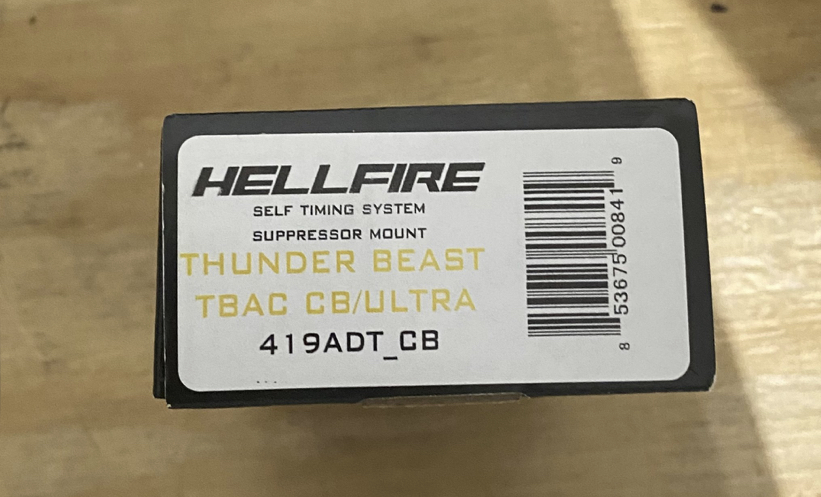 HELLFIRE
SELF TIMING SYSTEM
SUPPRESSOR MOUNT
THUNDER BEAST
TBAC CB/ULTRA
419ADT_CB
8 53675 00841 9